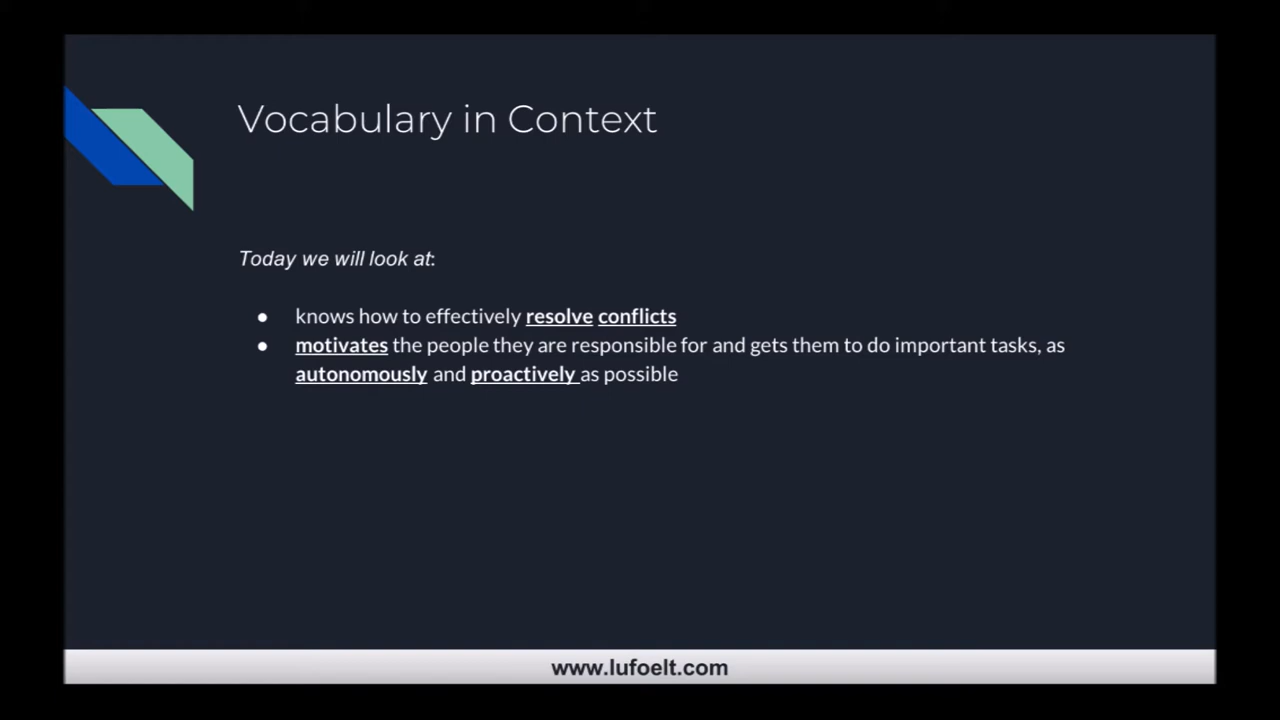 Vocabulary in Context
Today we will look at:
● knows how to effectively resolve conflicts
● motivates the people they are responsible for and gets them to do important tasks, as
autonomously and proactively as possible
www.lufoelt.com